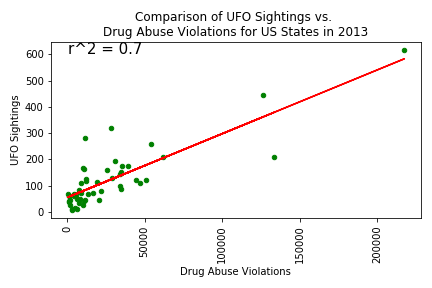 Comparison of UFO Sightings vs.
Drug Abuse Violations for US States in 2013
r^2 = 0.7
600
500
400
300
200
100
0
UFO Sightings
0
50000
100000
150000
200000
Drug Abuse Violations